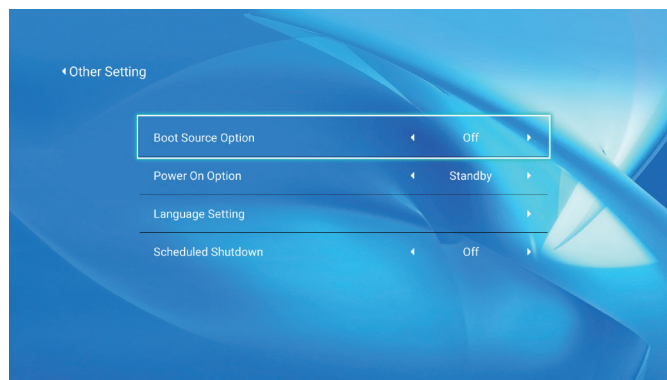 Other Setting
Boot Source Option Off
Power On Option Standby
Language Setting
Scheduled Shutdown Off